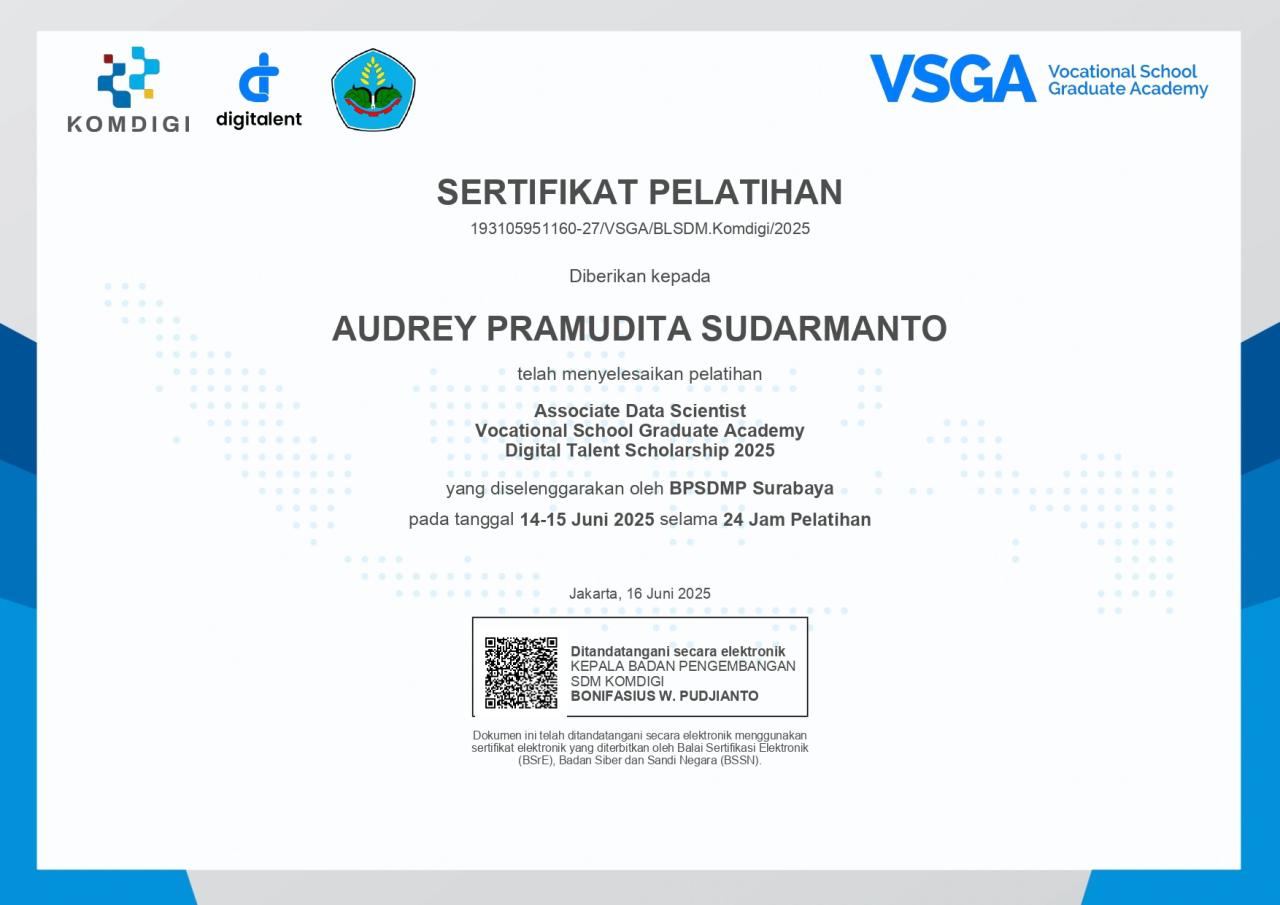 KOMDIGI
digitalent
VSGA
Vocational School
Graduate Academy
SERTIFIKAT PELATIHAN
193105951160-27/VSGA/BLSDM.Komdigi/2025
Diberikan kepada
AUDREY PRAMUDITA SUDARMANTO
telah menyelesaikan pelatihan
Associate Data Scientist
Vocational School Graduate Academy
Digital Talent Scholarship 2025
yang diselenggarakan oleh BPSDMP Surabaya
pada tanggal 14-15 Juni 2025 selama 24 Jam Pelatihan
Jakarta, 16 Juni 2025
Ditandatangani secara elektronik
KEPALA BADAN PENGEMBANGAN
SDM KOMDIGI
BONIFASIUS W. PUDJIANTO
Dokumen ini telah ditandatangani secara elektronik menggunakan
sertifikat elektronik yang diterbitkan oleh Balai Sertifikasi Elektronik
(BSrE), Badan Siber dan Sandi Negara (BSSN).